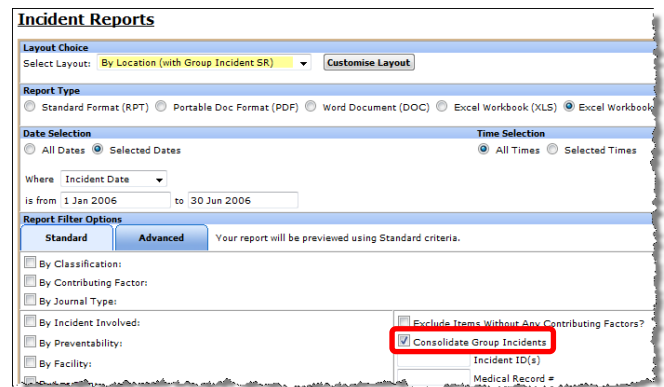 Incident Reports
Layout Choice
Select Layout: By Location (with Group Incident SR) Customise Layout
Report Type
Standard Format (RPT) Portable Doc Format (PDF) Word Document (DOC) Excel Workbook (XLS) Excel Workbook
Date Selection Time Selection
All Dates Selected Dates All Times Selected Times
Where Incident Date
is from 1 Jan 2006 to 30 Jun 2006
Report Filter Options
Standard Advanced Your report will be previewed using Standard criteria.
By Classification:
By Contributing Factor:
By Journal Type:
By Incident Involved: Exclude Items Without Any Contributing Factors?
By Preventability: Consolidate Group Incidents
By Facility: Incident ID(s)
Medical Record #